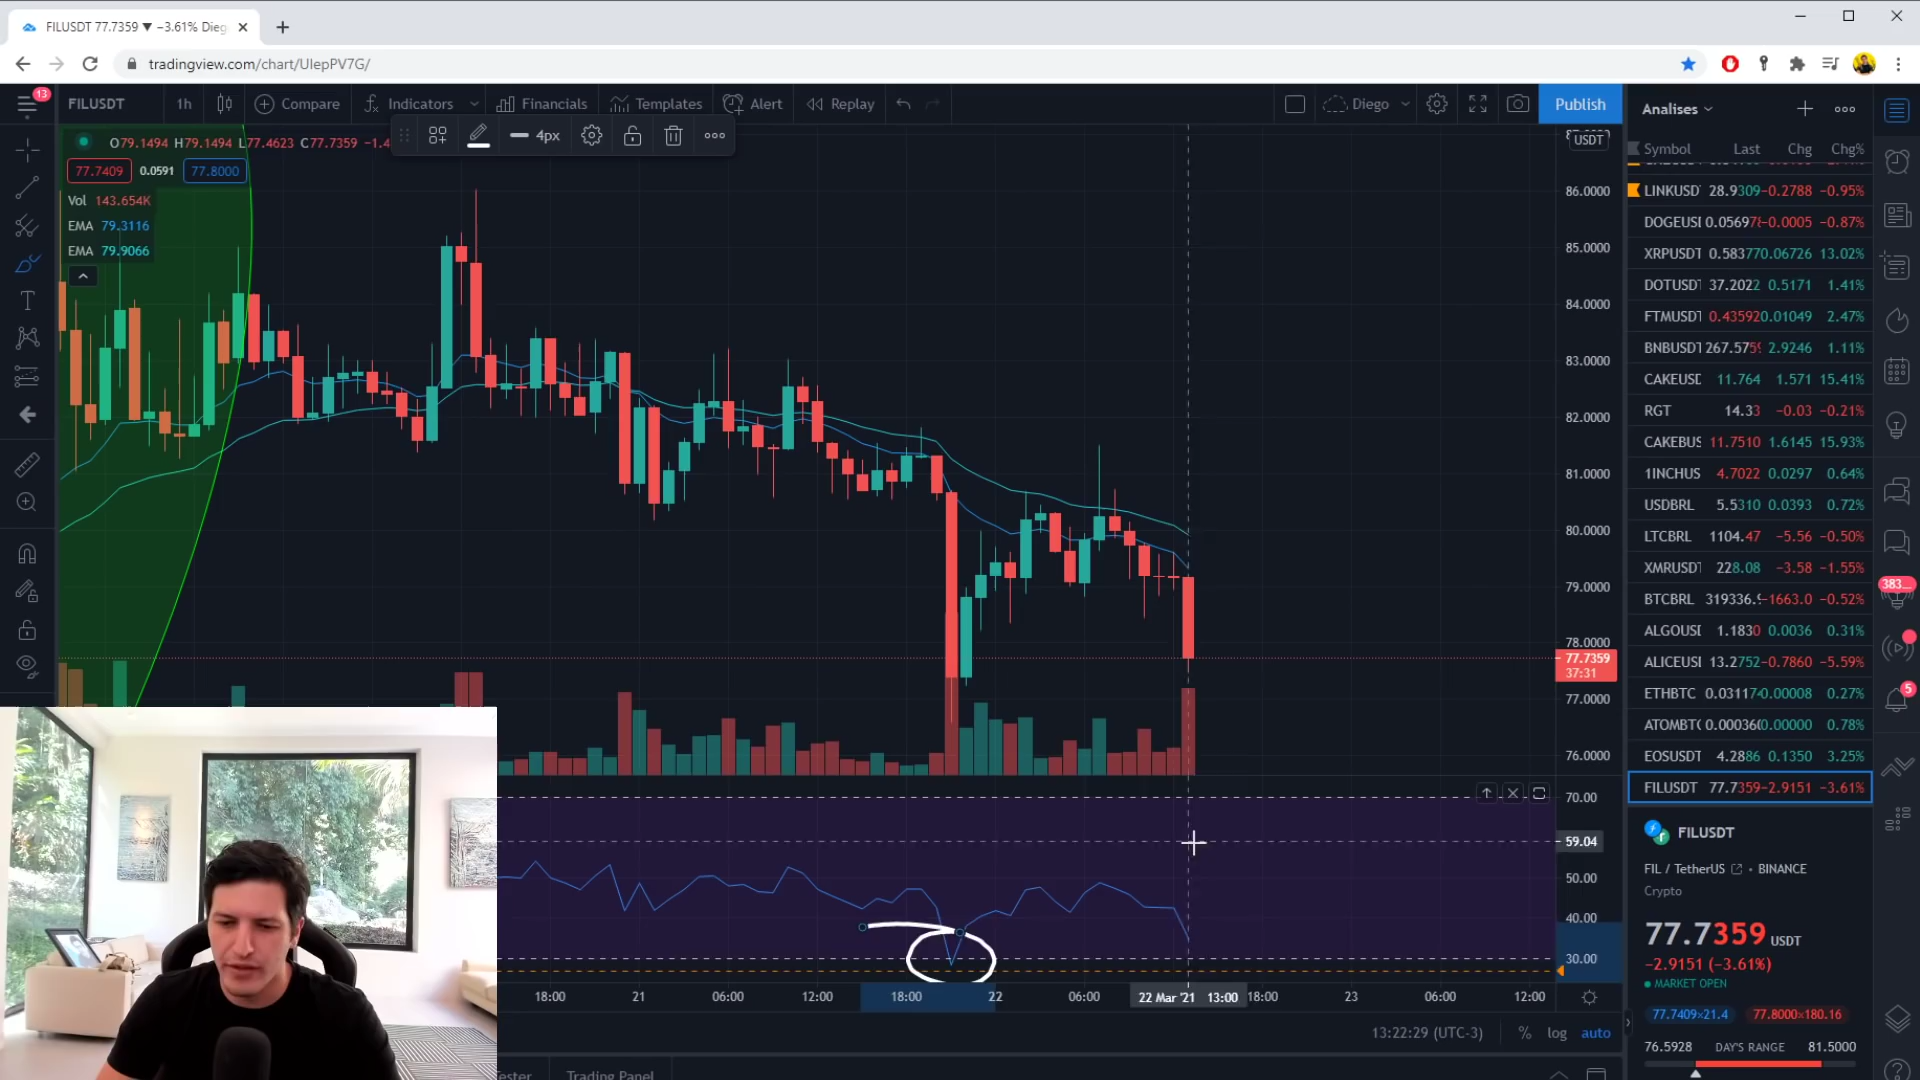 FILUSDT 77.7359 ▼ −3.61% Dieg
tradingview.com/chart/UIepPV7G/
13
FILUSDT 1h Compare Indicators Financials Templates Alert Replay Diego Publish
4px
O79.1494 H79.1494 L77.4623 C77.7359 −1.4
77.7409 0.0591 77.8000
Vol 143.654K
EMA 79.3116
EMA 79.9066
USDT
86.0000
85.0000
84.0000
83.0000
82.0000
81.0000
80.0000
79.0000
78.0000
77.7359
37:31
77.0000
76.0000
70.00
59.04
50.00
40.00
30.00
18:00 21 06:00 12:00 18:00 22 06:00 22 Mar '21 13:00 18:00 23 06:00 12:00
13:22:29 (UTC-3) % log auto
Trading Panel
Analises
Symbol Last Chg Chg%
LINKUSD 28.9309 −0.2788 −0.95%
DOGEUSI 0.05697 −0.0005 −0.87%
XRPUSDT 0.58377 0.06726 13.02%
DOTUSDT 37.2022 0.5171 1.41%
FTMUSDT 0.43592 0.01049 2.47%
BNBUSDT 267.575 2.9246 1.11%
CAKEUSD 11.764 1.571 15.41%
RGT 14.33 −0.03 −0.21%
CAKEBUS 11.7510 1.6145 15.93%
1INCHUS 4.7022 0.0297 0.64%
USDBRL 5.5310 0.0393 0.72%
LTCBRL 1104.47 −5.56 −0.50%
XMRUSDT 228.08 −3.58 −1.55%
BTCBRL 319336.9 −1663.0 −0.52%
ALGOUSI 1.1830 0.0036 0.31%
ALICEUSI 13.2752 −0.7860 −5.59%
ETHBTC 0.03117 0.00008 0.27%
ATOMBT 0.00036 0.00000 0.78%
EOSUSDT 4.2886 0.1350 3.25%
FILUSDT 77.7359 −2.9151 −3.61%
FILUSDT
FIL / TetherUS • BINANCE
Crypto
77.7359 USDT
−2.9151 (−3.61%)
MARKET OPEN
77.7409×21.4 77.8000×180.16
76.5928 DAY'S RANGE 81.5000
383...
5